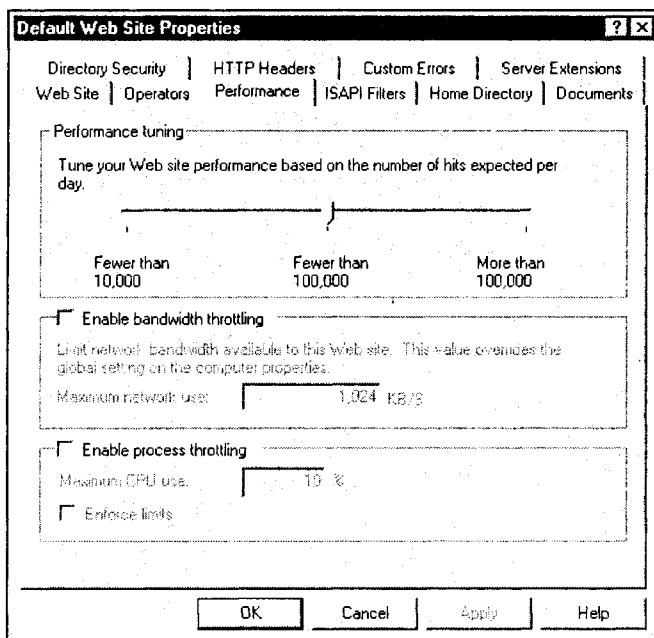 Default Web Site Properties
Directory Security HTTP Headers Custom Errors Server Extensions
Web Site Operators Performance ISAPI Filters Home Directory Documents
Performance tuning
Tune your Web site performance based on the number of hits expected per
day.
Fewer than Fewer than More than
10,000 100,000 100,000
Enable bandwidth throttling
Limit network bandwidth available to this Web site. This value overrides the
global setting on the computer properties.
Maximum network use: 1,024 KB/S
Enable process throttling
Maximum CPU use: 10 %
Enforce limits
OK Cancel Apply Help